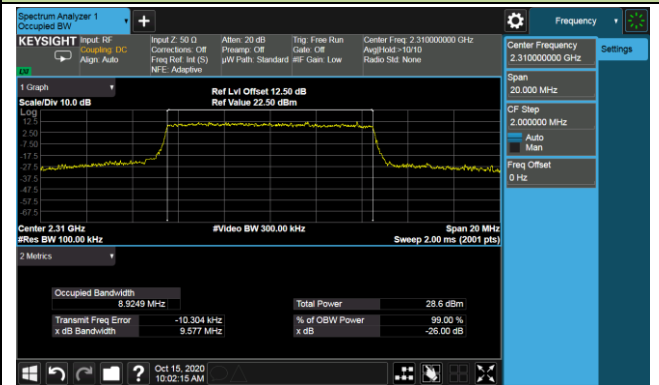 Spectrum Analyzer 1
Occupied BW
Frequency
KEYSIGHT
Input: RF
Coupling: DC
Align: Auto
Input Z: 50 Ω
Corrections: Off
Freq Ref: Int (S)
NFE: Adaptive
Atten: 20 dB
Preamp: Off
µW Path: Standard
Trig: Free Run
Gate: Off
#IF Gain: Low
Center Freq: 2.310000000 GHz
Avg|Hold:>10/10
Radio Std: None
Center Frequency
2.310000000 GHz
Settings
Span
20.000 MHz
CF Step
2.000000 MHz
Auto
Man
Freq Offset
0 Hz
1 Graph
Scale/Div 10.0 dB
Ref Lvl Offset 12.50 dB
Ref Value 22.50 dBm
Log
12.5
2.50
-7.50
-17.5
-27.5
-37.5
-47.5
-57.5
-67.5
Center 2.31 GHz
#Res BW 100.00 kHz
#Video BW 300.00 kHz
Span 20 MHz
Sweep 2.00 ms (2001 pts)
2 Metrics
Occupied Bandwidth
8.9249 MHz
Total Power 28.6 dBm
Transmit Freq Error -10.304 kHz
% of OBW Power 99.00 %
x dB Bandwidth 9.577 MHz
x dB -26.00 dB
?
Oct 15, 2020
10:02:15 AM